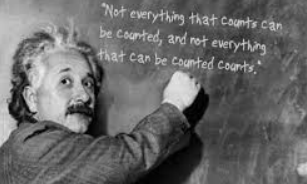 "Not everything that counts can
be counted, and not everything
that can be counted counts."